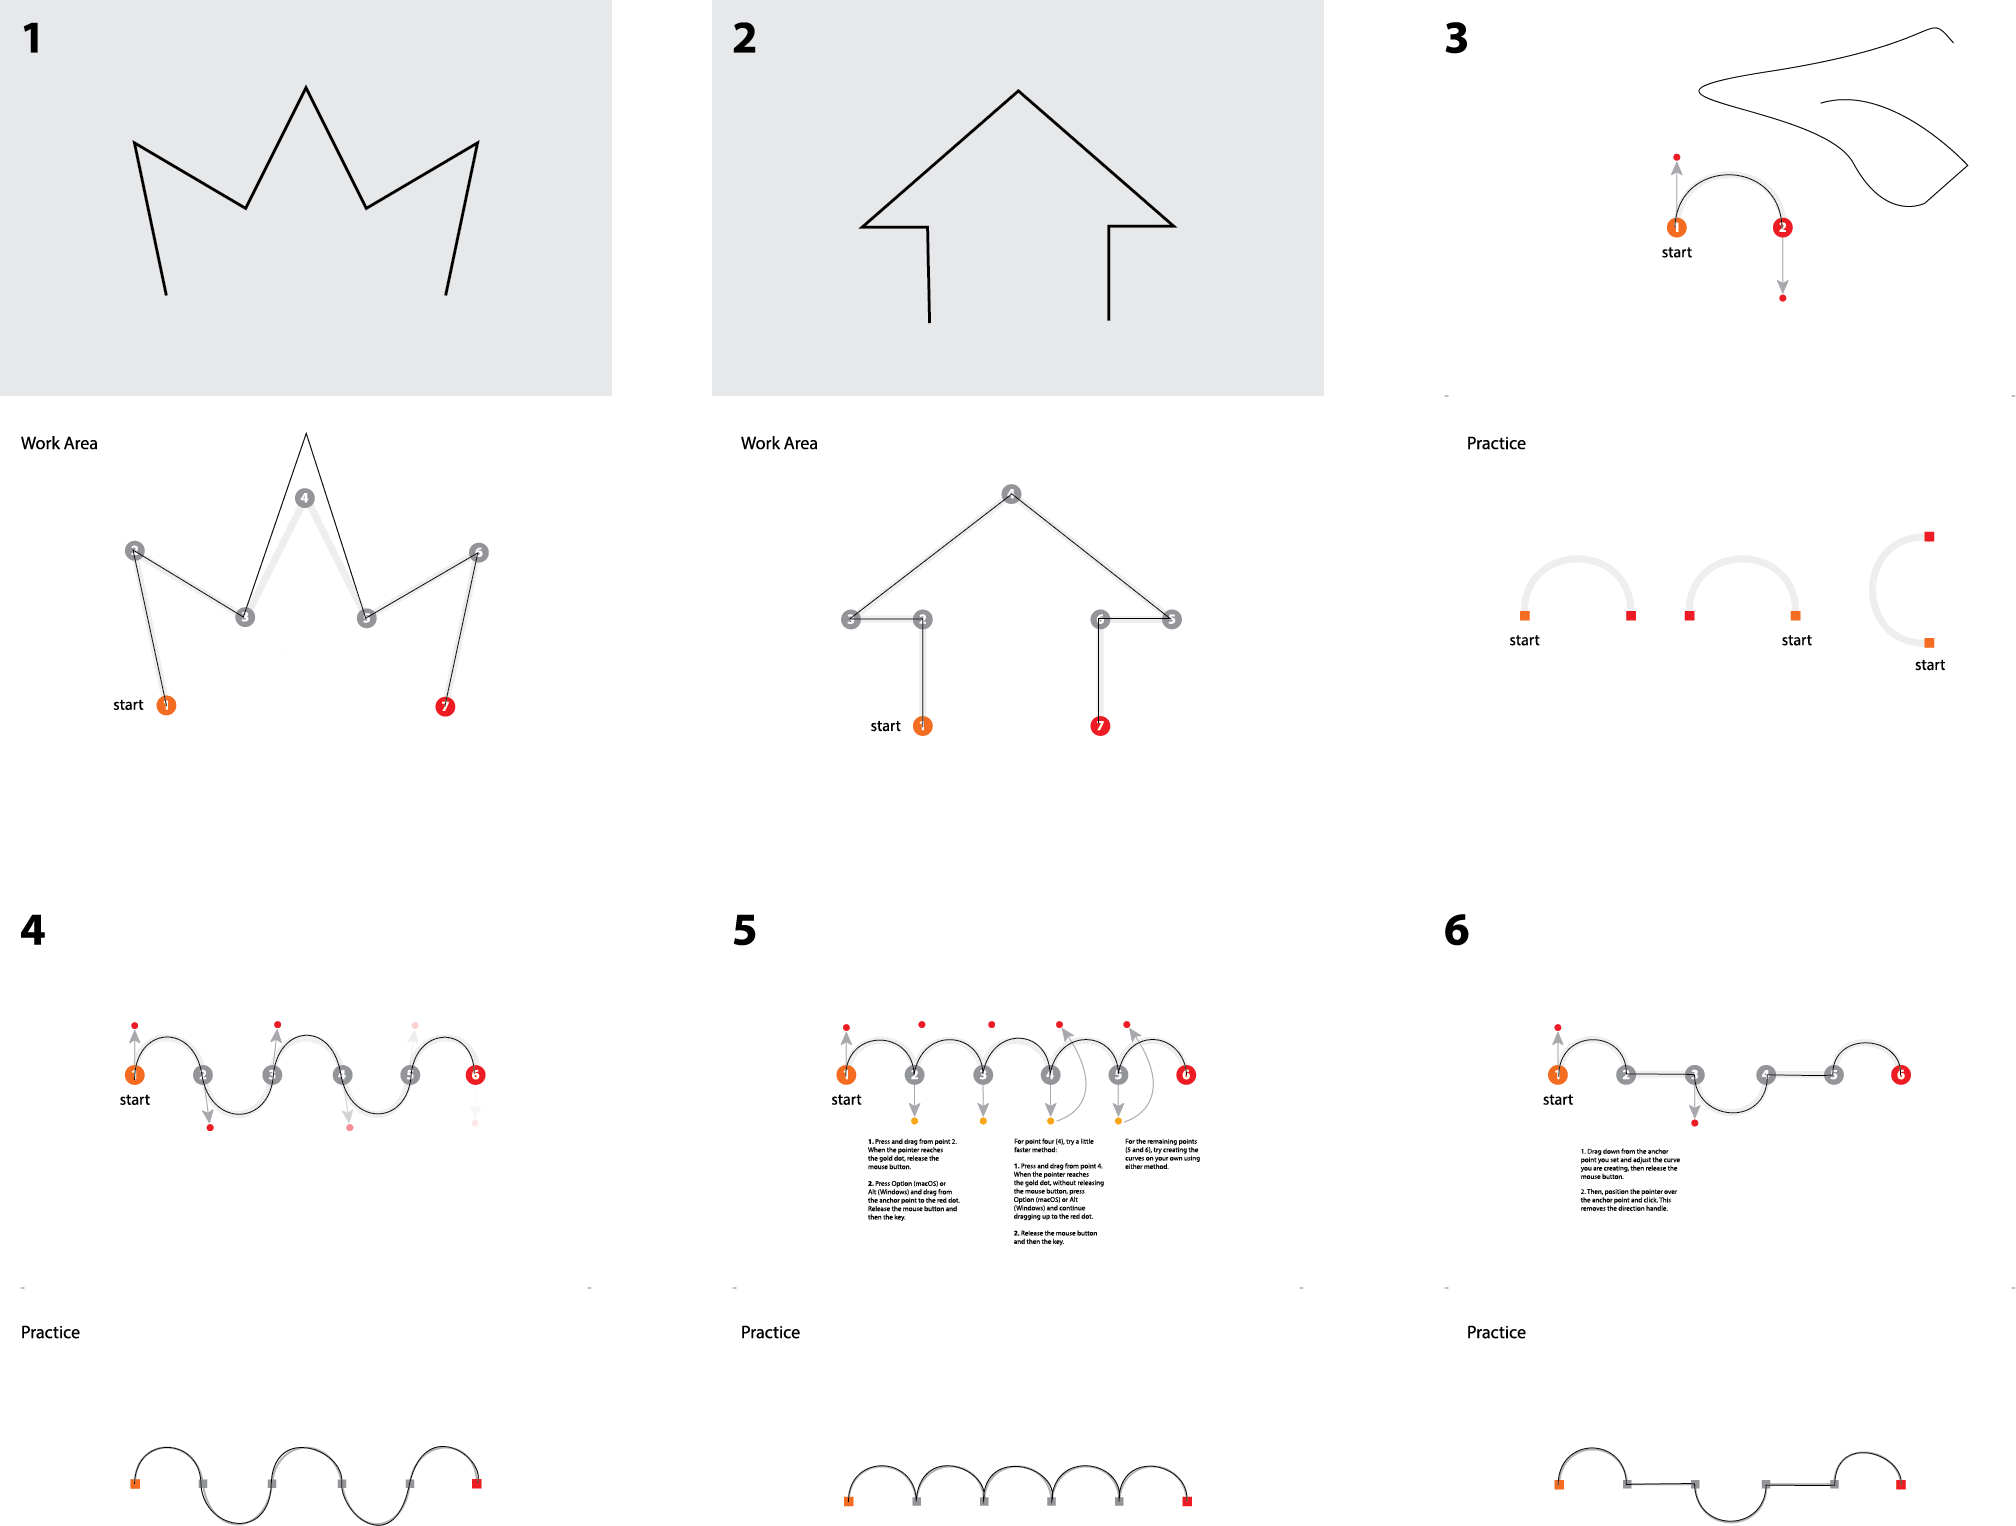 1
2
3
1
2
start
Work Area
Work Area
Practice
4
2
6
3
5
start
1
7
4
3
2
6
5
start
1
7
start
start
start
4
5
6
1
2
3
4
5
6
start
1
2
3
4
5
6
start
1
2
3
4
5
6
start
1. Press and drag from point 2.
When the pointer reaches
the gold dot, release the
mouse button.
2. Press Option (macOS) or
Alt (Windows) and drag from
the anchor point to the red dot.
Release the mouse button and
then the key.
For point four (4), try a little
faster method:
1. Press and drag from point 4.
When the pointer reaches
the gold dot, without releasing
the mouse button, press
Option (macOS) or Alt
(Windows) and continue
dragging up to the red dot.
2. Release the mouse button
and then the key.
For the remaining points
(5 and 6), try creating the
curves on your own using
either method.
1. Drag down from the anchor
point you set and adjust the curve
you are creating, then release the
mouse button.
2. Then, position the pointer over
the anchor point and click. This
removes the direction handle.
Practice
Practice
Practice